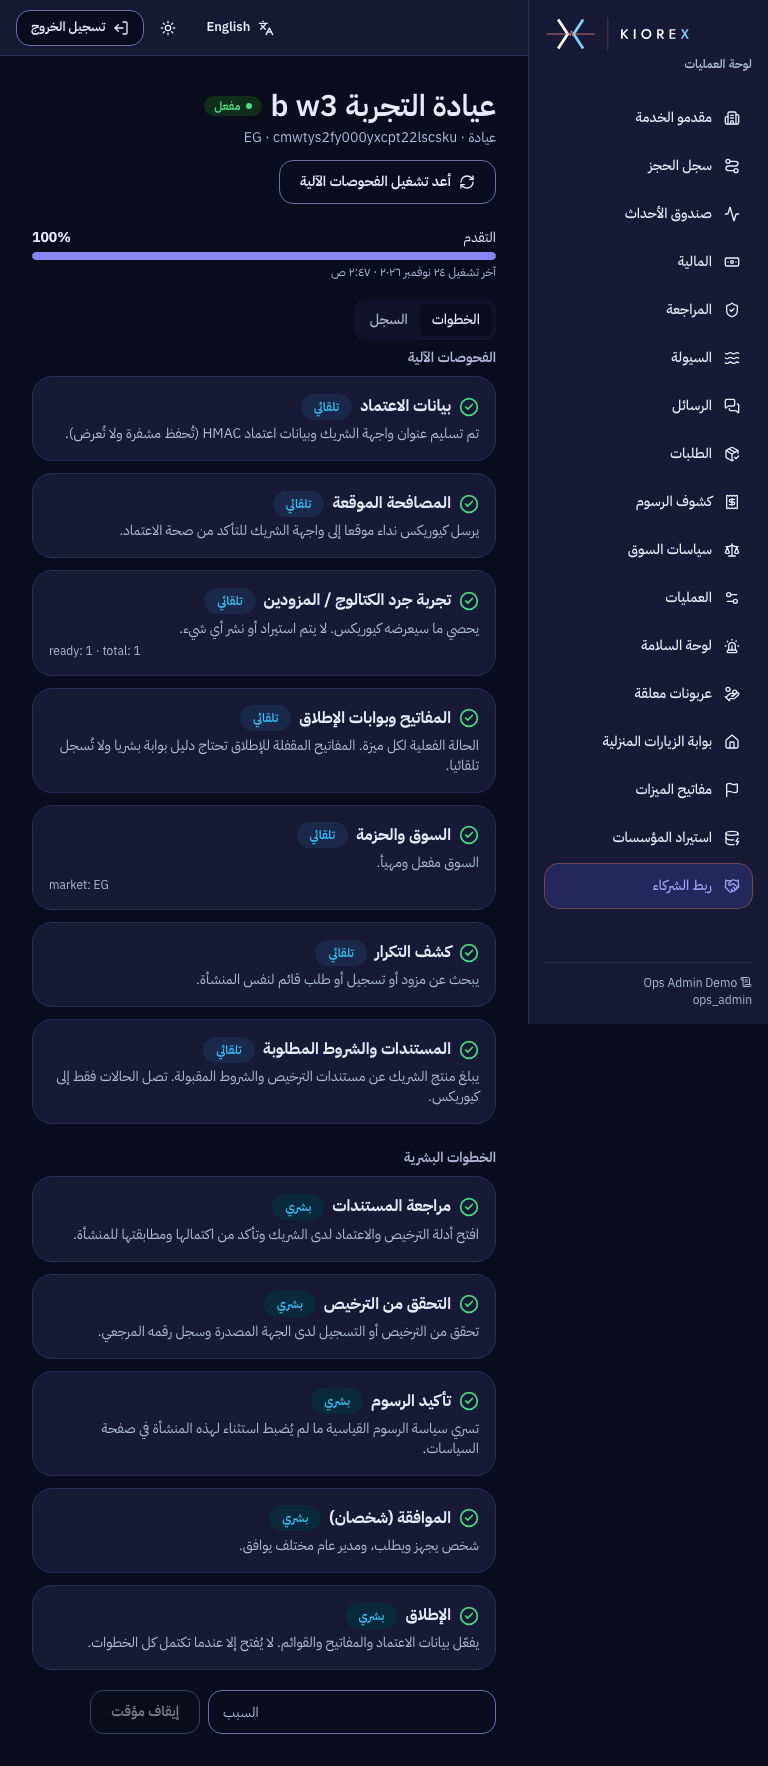 KIOREX
لوحة العمليات
مقدمو الخدمة
سجل الحجز
صندوق الأحداث
المالية
المراجعة
السيولة
الرسائل
الطلبات
كشوف الرسوم
سياسات السوق
العمليات
لوحة السلامة
عربونات معلقة
بوابة الزيارات المنزلية
مفاتيح الميزات
استيراد المؤسسات
ربط الشركاء
Ops Admin Demo
ops_admin
English
تسجيل الخروج
عيادة التجربة b w3 مفعل
عيادة · EG · cmwtys2fy000yxcpt22lscsku
أعد تشغيل الفحوصات الآلية
التقدم 100%
آخر تشغيل ٢٤ نوفمبر ٢٠٢٦ · ٢:٤٧ ص
الخطوات السجل
الفحوصات الآلية
بيانات الاعتماد تلقائي
تم تسليم عنوان واجهة الشريك وبيانات اعتماد HMAC (تُحفظ مشفرة ولا تُعرض).
المصافحة الموقعة تلقائي
يرسل كيوريكس نداء موقعا إلى واجهة الشريك للتأكد من صحة الاعتماد.
تجربة جرد الكتالوج / المزودين تلقائي
يحصي ما سيعرضه كيوريكس. لا يتم استيراد أو نشر أي شيء.
ready: 1 · total: 1
المفاتيح وبوابات الإطلاق تلقائي
الحالة الفعلية لكل ميزة. المفاتيح المقفلة للإطلاق تحتاج دليل بوابة بشريا ولا تُسجل
تلقائيا.
السوق والحزمة تلقائي
السوق مفعل ومهيأ.
market: EG
كشف التكرار تلقائي
يبحث عن مزود أو تسجيل أو طلب قائم لنفس المنشأة.
المستندات والشروط المطلوبة تلقائي
يبلغ منتج الشريك عن مستندات الترخيص والشروط المقبولة. تصل الحالات فقط إلى
كيوريكس.
الخطوات البشرية
مراجعة المستندات بشري
افتح أدلة الترخيص والاعتماد لدى الشريك وتأكد من اكتمالها ومطابقتها للمنشأة.
التحقق من الترخيص بشري
تحقق من الترخيص أو التسجيل لدى الجهة المصدرة وسجل رقمه المرجعي.
تأكيد الرسوم بشري
تسري سياسة الرسوم القياسية ما لم يُضبط استثناء لهذه المنشأة في صفحة
السياسات.
الموافقة (شخصان) بشري
شخص يجهز ويطلب، ومدير عام مختلف يوافق.
الإطلاق بشري
يفعّل بيانات الاعتماد والمفاتيح والقوائم. لا يُفتح إلا عندما تكتمل كل الخطوات.
السبب
إيقاف مؤقت